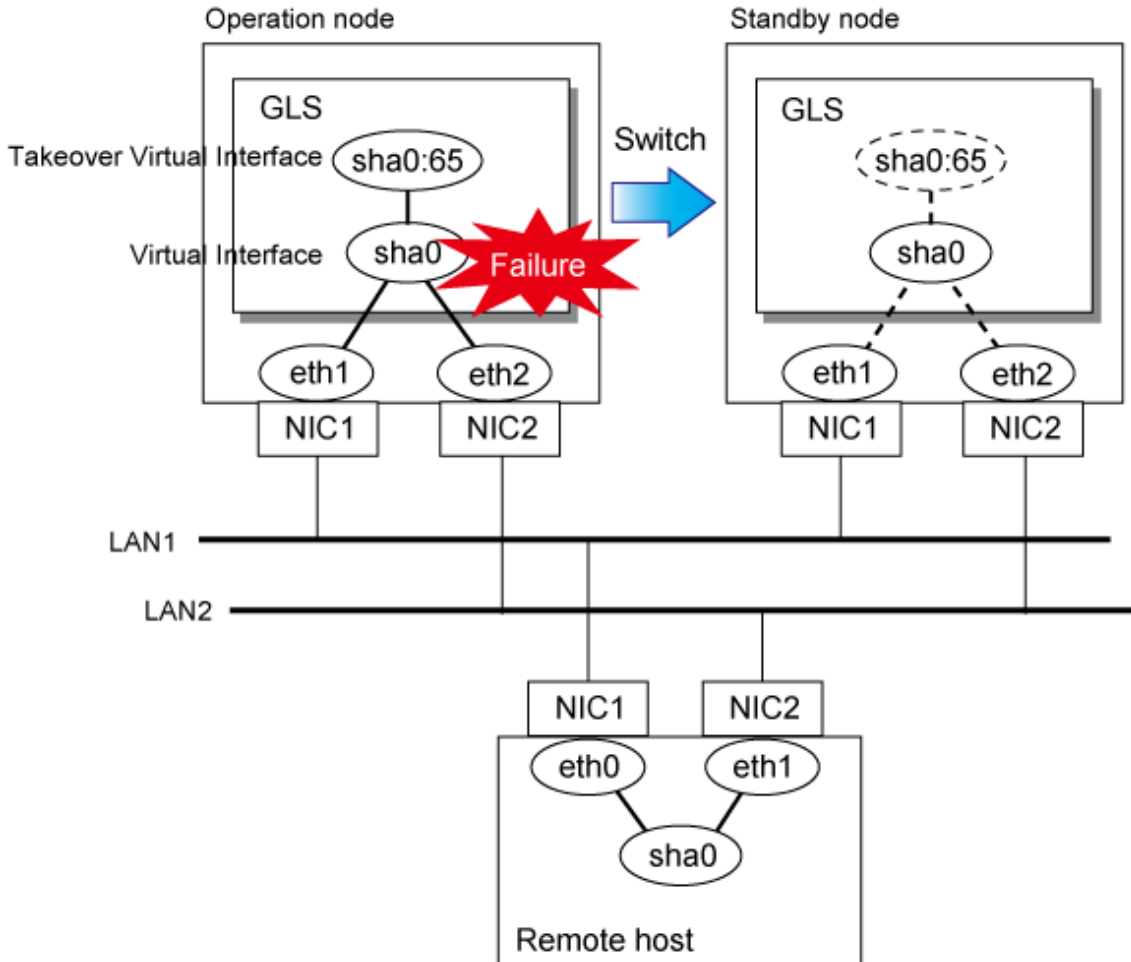 Operation node
Standby node
GLS
GLS
Switch
Takeover Virtual Interface
sha0:65
sha0:65
Virtual Interface
sha0
Failure
sha0
eth1
eth2
eth1
eth2
NIC1
NIC2
NIC1
NIC2
LAN1
LAN2
NIC1
NIC2
eth0
eth1
sha0
Remote host